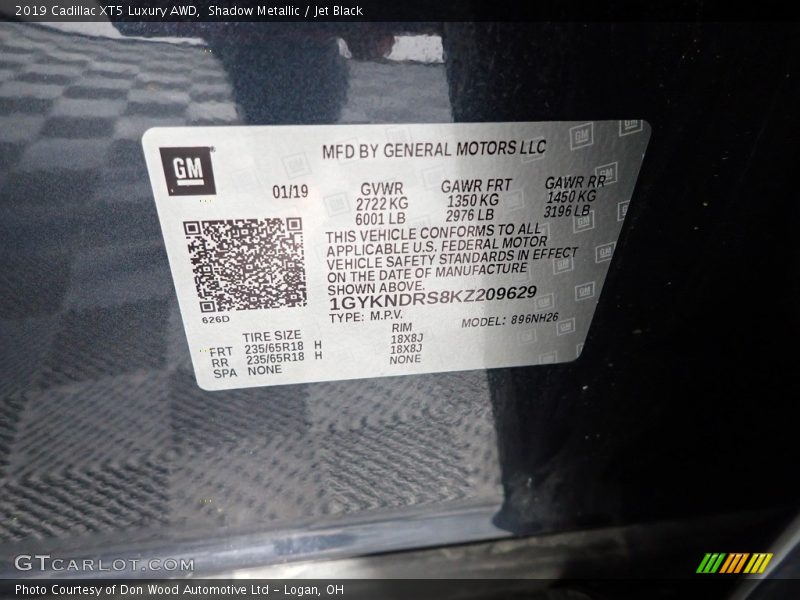 2019 Cadillac XT5 Luxury AWD,  Shadow Metallic / Jet Black
GM
MFD BY GENERAL MOTORS LLC
01/19
GVWR GAWR FRT GAWR RR
2722 KG 1350 KG 1450 KG
6001 LB 2976 LB 3196 LB
THIS VEHICLE CONFORMS TO ALL
APPLICABLE U.S. FEDERAL MOTOR
VEHICLE SAFETY STANDARDS IN EFFECT
ON THE DATE OF MANUFACTURE
SHOWN ABOVE.
1GYKNDRS8KZ209629
626D
TYPE: M.P.V. MODEL: 896NH26
TIRE SIZE RIM
FRT 235/65R18 H 18X8J
RR 235/65R18 H 18X8J
SPA NONE NONE
GTCARLOT.COM
Photo Courtesy of Don Wood Automotive Ltd - Logan, OH